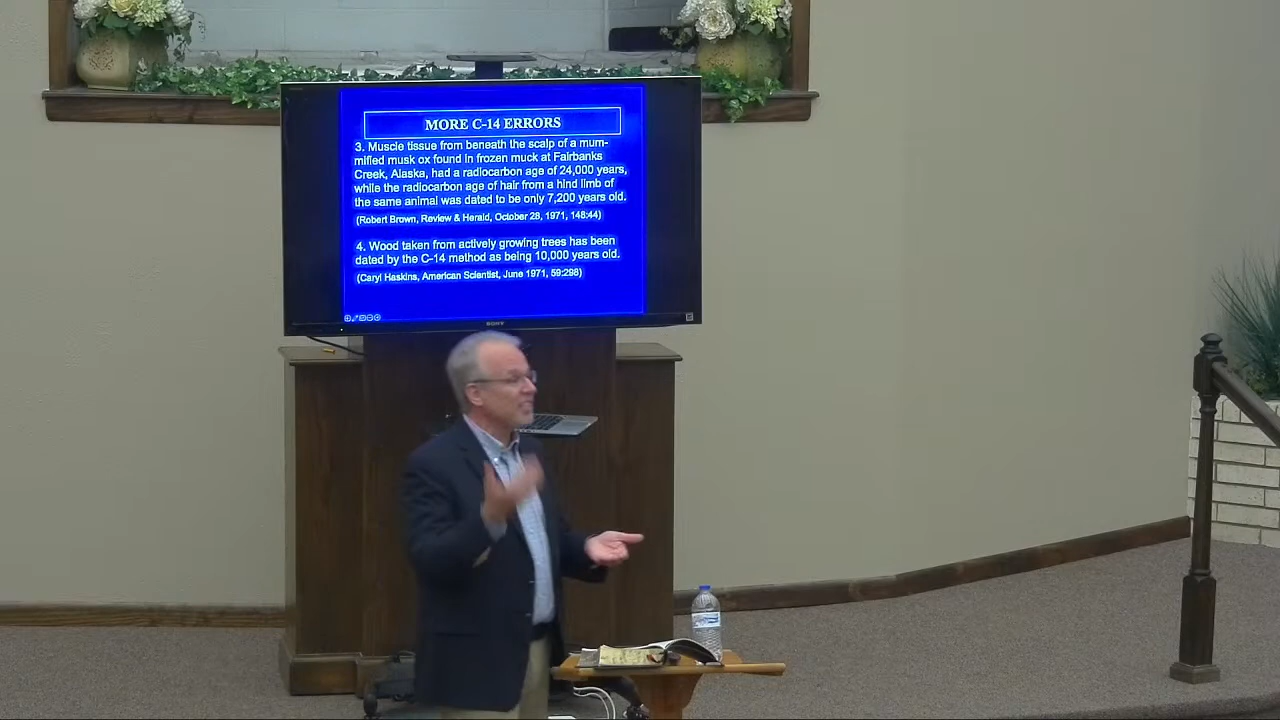 MORE C-14 ERRORS
3. Muscle tissue from beneath the scalp of a mum-
mified musk ox found in frozen muck at Fairbanks
Creek, Alaska, had a radiocarbon age of 24,000 years,
while the radiocarbon age of hair from a hind limb of
the same animal was dated to be only 7,200 years old.
(Robert Brown, Review & Herald, October 28, 1971, 148:44)
4. Wood taken from actively growing trees has been
dated by the C-14 method as being 10,000 years old.
(Caryl Haskins, American Scientist, June 1971, 59:298)
SONY